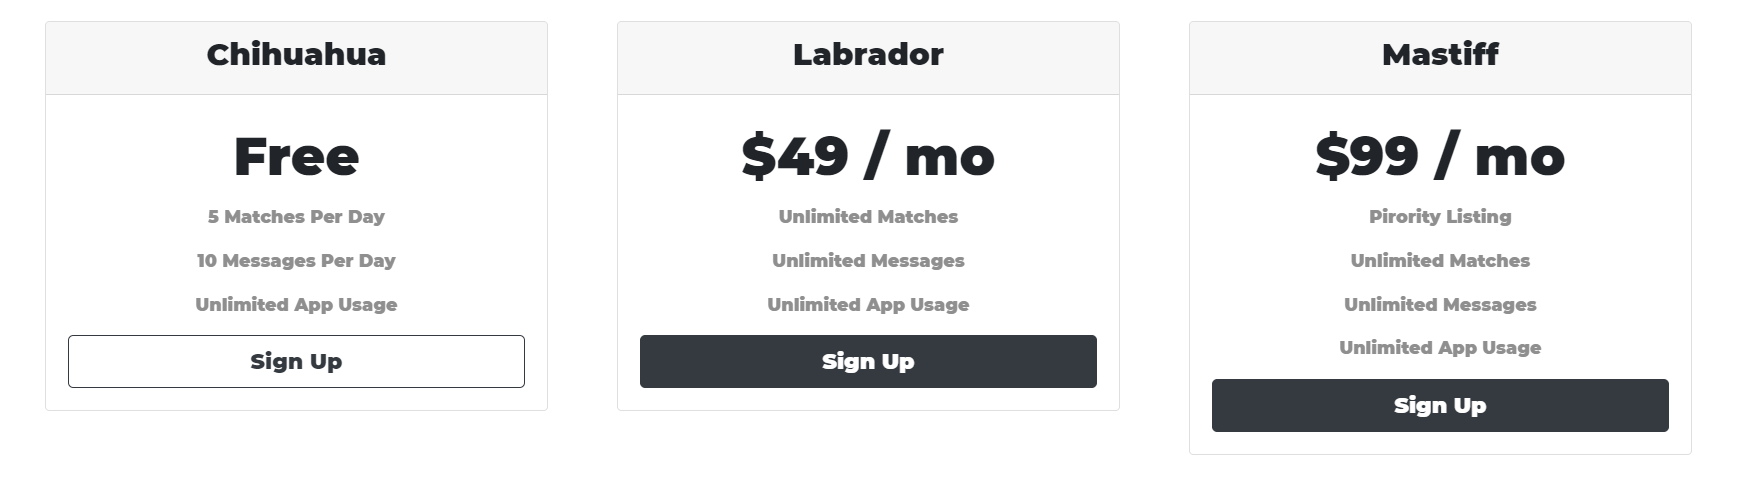 Chihuahua
Free
5 Matches Per Day
10 Messages Per Day
Unlimited App Usage
Sign Up
Labrador
$49 / mo
Unlimited Matches
Unlimited Messages
Unlimited App Usage
Sign Up
Mastiff
$99 / mo
Pirority Listing
Unlimited Matches
Unlimited Messages
Unlimited App Usage
Sign Up